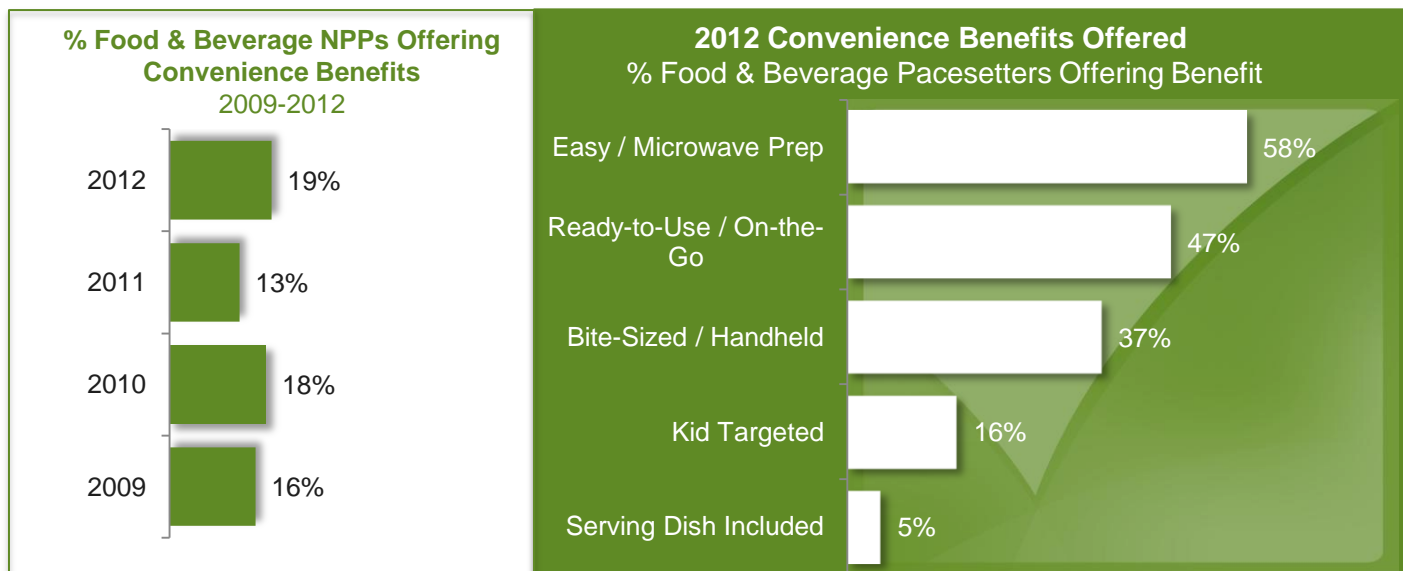 % Food & Beverage NPPs Offering
Convenience Benefits
2009-2012
2012
19%
2011
13%
2010
18%
2009
16%
2012 Convenience Benefits Offered
% Food & Beverage Pacesetters Offering Benefit
Easy / Microwave Prep
58%
Ready-to-Use / On-the-
Go
47%
Bite-Sized / Handheld
37%
Kid Targeted
16%
Serving Dish Included
5%